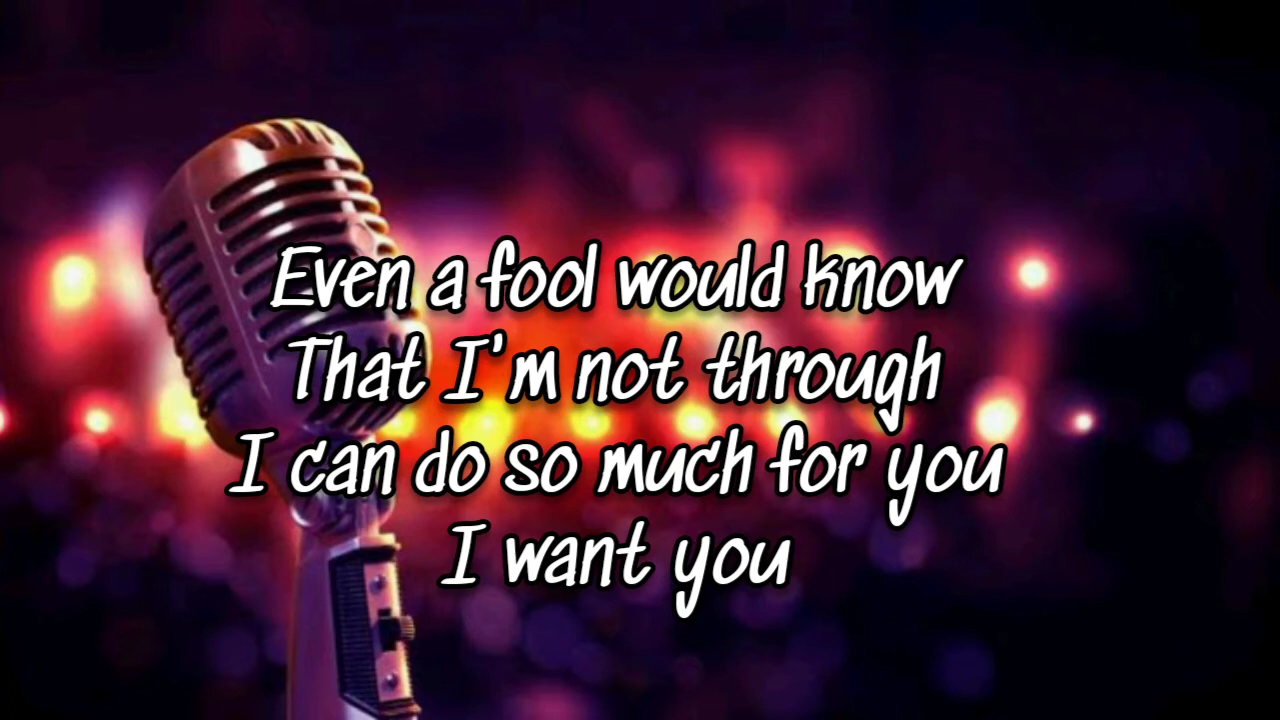 Even a fool would know
That I'm not through
I can do so much for you
I want you